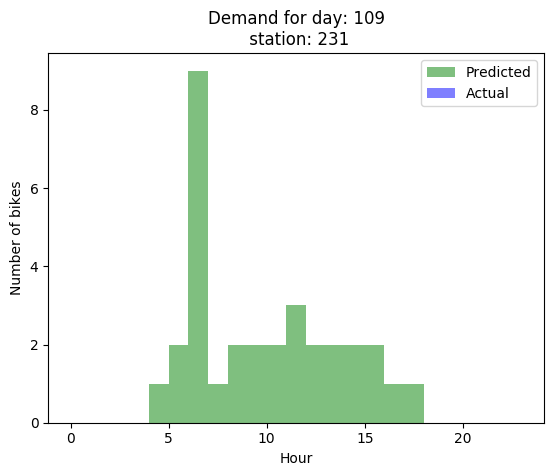 Demand for day: 109
station: 231
Predicted
Actual
Number of bikes
8
6
4
2
0
0
5
10
15
20
Hour